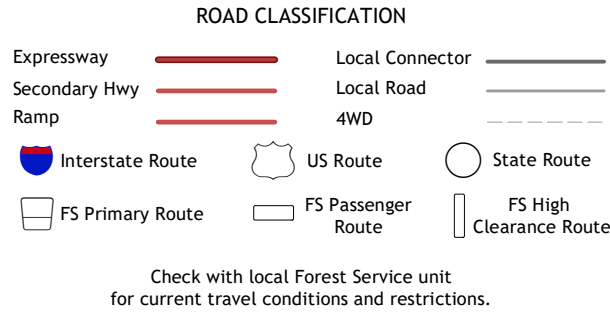 ROAD CLASSIFICATION
Expressway
Local Connector
Secondary Hwy
Local Road
Ramp
4WD
Interstate Route
US Route
State Route
FS Primary Route
FS Passenger
Route
FS High
Clearance Route
Check with local Forest Service unit
for current travel conditions and restrictions.